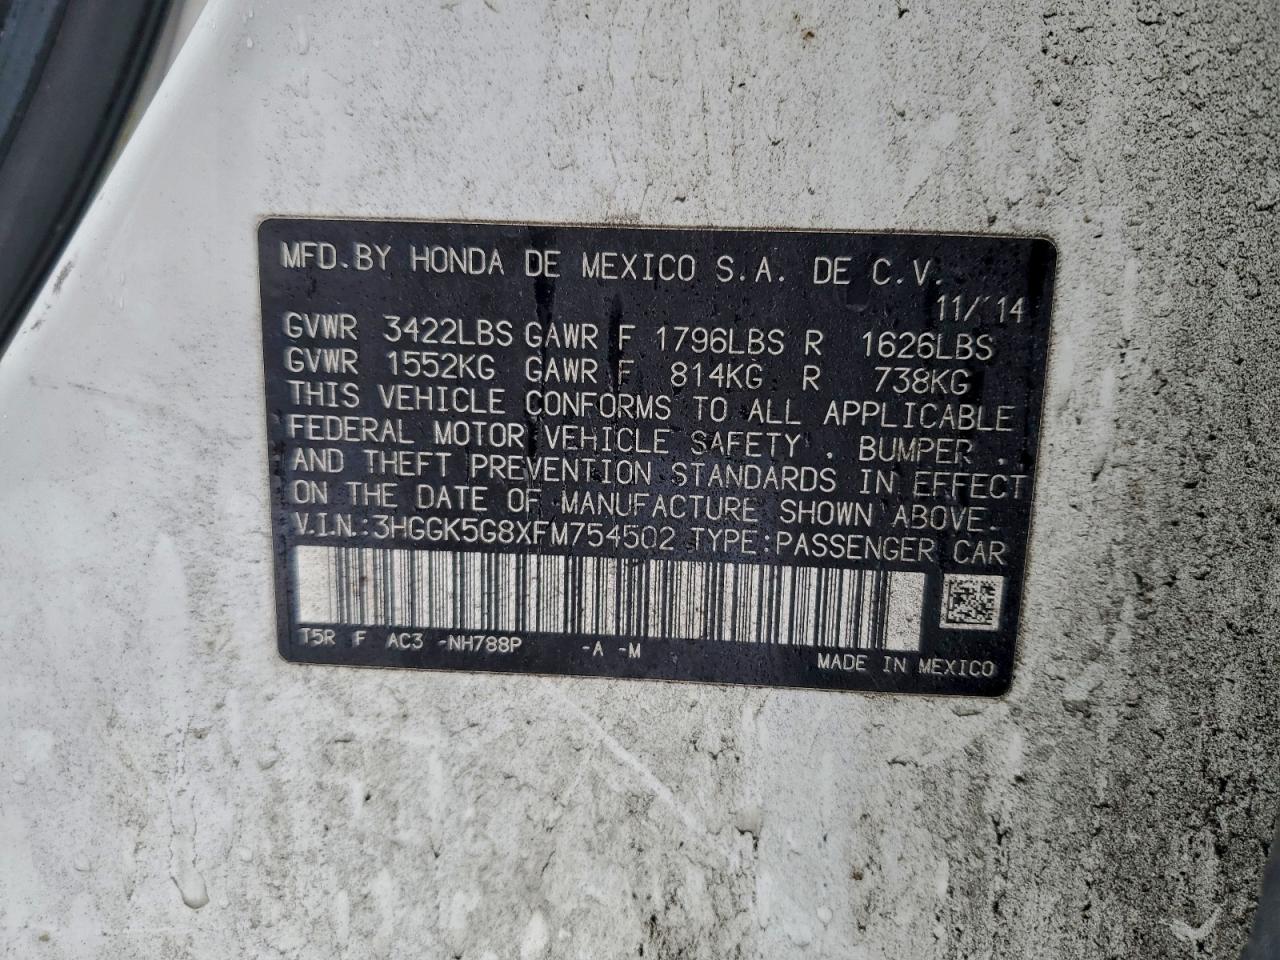 MFD.BY HONDA DE MEXICO S.A. DE C.V.
11/'14
GVWR 3422LBS GAWR F 1796LBS R 1626LBS
GVWR 1552KG GAWR F 814KG R 738KG
THIS VEHICLE CONFORMS TO ALL APPLICABLE
FEDERAL MOTOR VEHICLE SAFETY , BUMPER ,
AND THEFT PREVENTION STANDARDS IN EFFECT
ON THE DATE OF MANUFACTURE SHOWN ABOVE.
V.I.N.:3HGGK5G8XFM754502 TYPE:PASSENGER CAR
T5R F AC3 -NH788P -A -M
MADE IN MEXICO